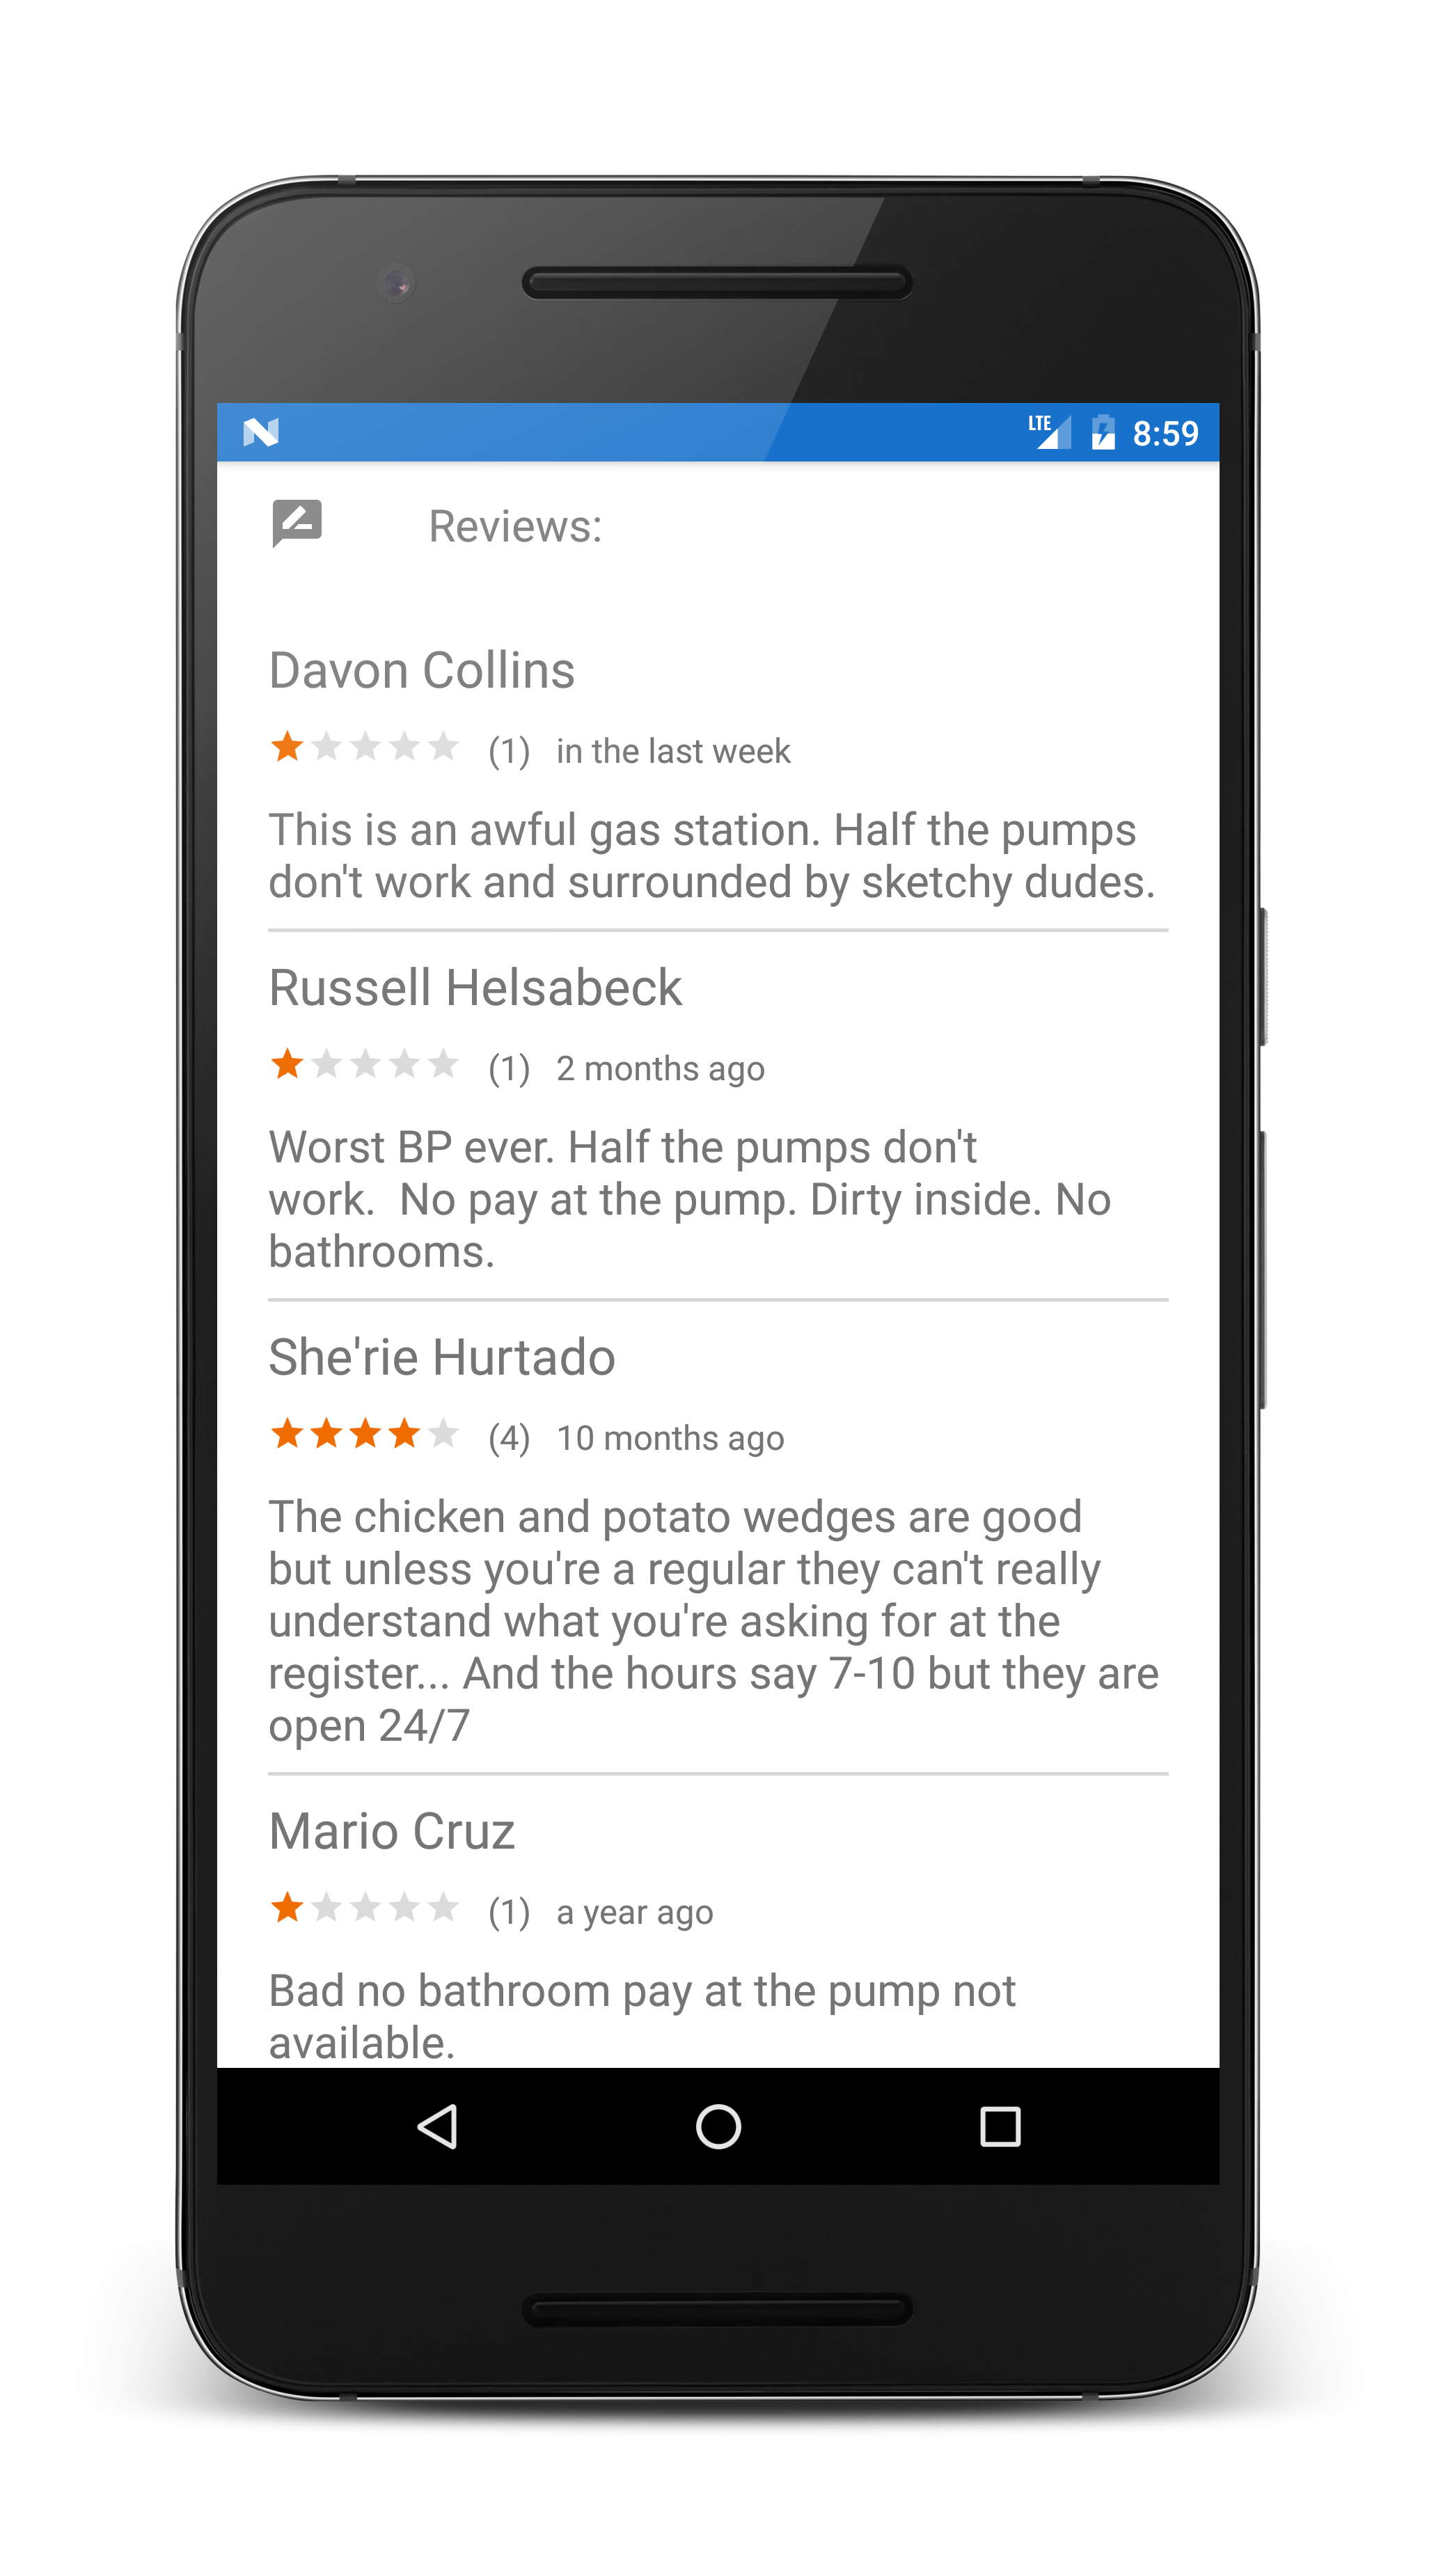 LTE 8:59
Reviews:
Davon Collins
(1) in the last week
This is an awful gas station. Half the pumps
don't work and surrounded by sketchy dudes.
Russell Helsabeck
(1) 2 months ago
Worst BP ever. Half the pumps don't
work.  No pay at the pump. Dirty inside. No
bathrooms.
She'rie Hurtado
(4) 10 months ago
The chicken and potato wedges are good
but unless you're a regular they can't really
understand what you're asking for at the
register... And the hours say 7-10 but they are
open 24/7
Mario Cruz
(1) a year ago
Bad no bathroom pay at the pump not
available.